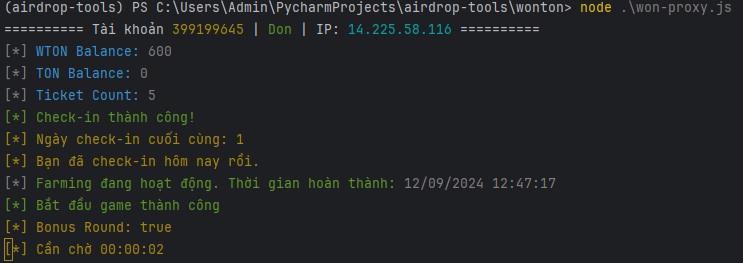 (airdrop-tools) PS C:\Users\Admin\PycharmProjects\airdrop-tools\wonton> node .\won-proxy.js
========== Tài khoản 399199645 | Don | IP: 14.225.58.116 ==========
[*] WTON Balance: 600
[*] TON Balance: 0
[*] Ticket Count: 5
[*] Check-in thành công!
[*] Ngày check-in cuối cùng: 1
[*] Bạn đã check-in hôm nay rồi.
[*] Farming đang hoạt động. Thời gian hoàn thành: 12/09/2024 12:47:17
[*] Bắt đầu game thành công
[*] Bonus Round: true
[*] Cần chờ 00:00:02